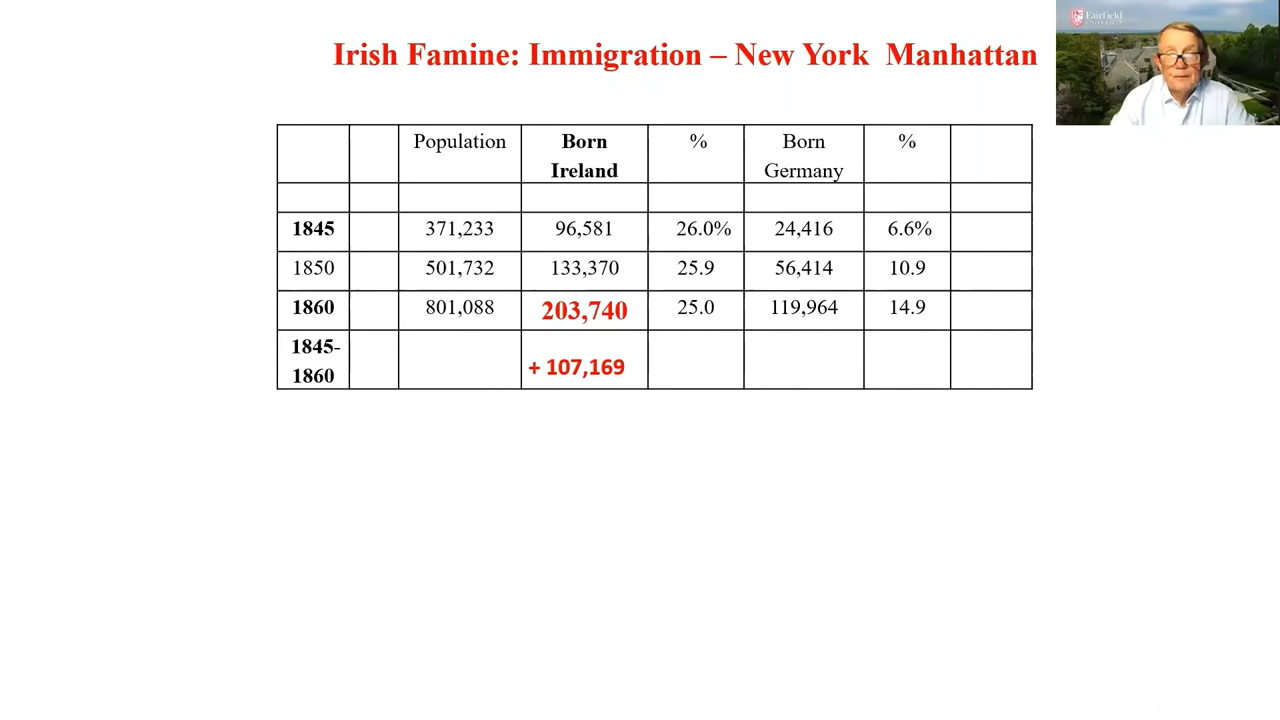 Fairfield
UNIVERSITY
Irish Famine: Immigration – New York Manhattan
Population Born % Born %
Ireland Germany
1845 371,233 96,581 26.0% 24,416 6.6%
1850 501,732 133,370 25.9 56,414 10.9
1860 801,088 203,740 25.0 119,964 14.9
1845-
1860 + 107,169